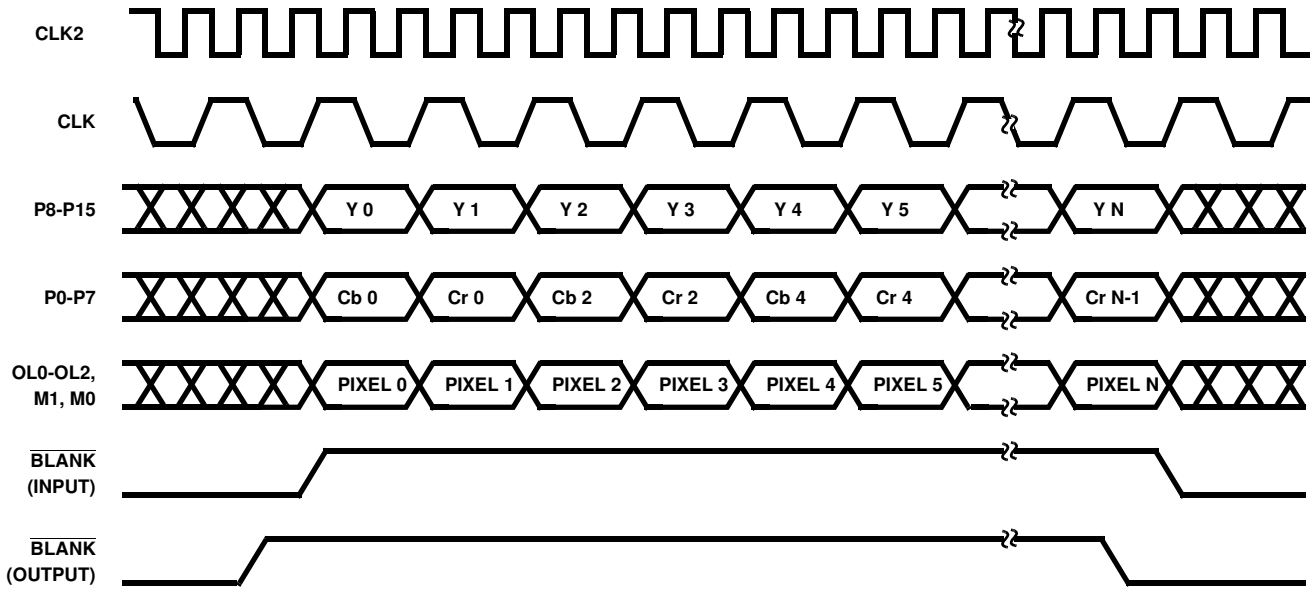 CLK2
CLK
P8-P15
Y 0 Y 1 Y 2 Y 3 Y 4 Y 5 Y N
P0-P7
Cb 0 Cr 0 Cb 2 Cr 2 Cb 4 Cr 4 Cr N-1
OL0-OL2,
M1, M0
PIXEL 0 PIXEL 1 PIXEL 2 PIXEL 3 PIXEL 4 PIXEL 5 PIXEL N
BLANK
(INPUT)
BLANK
(OUTPUT)